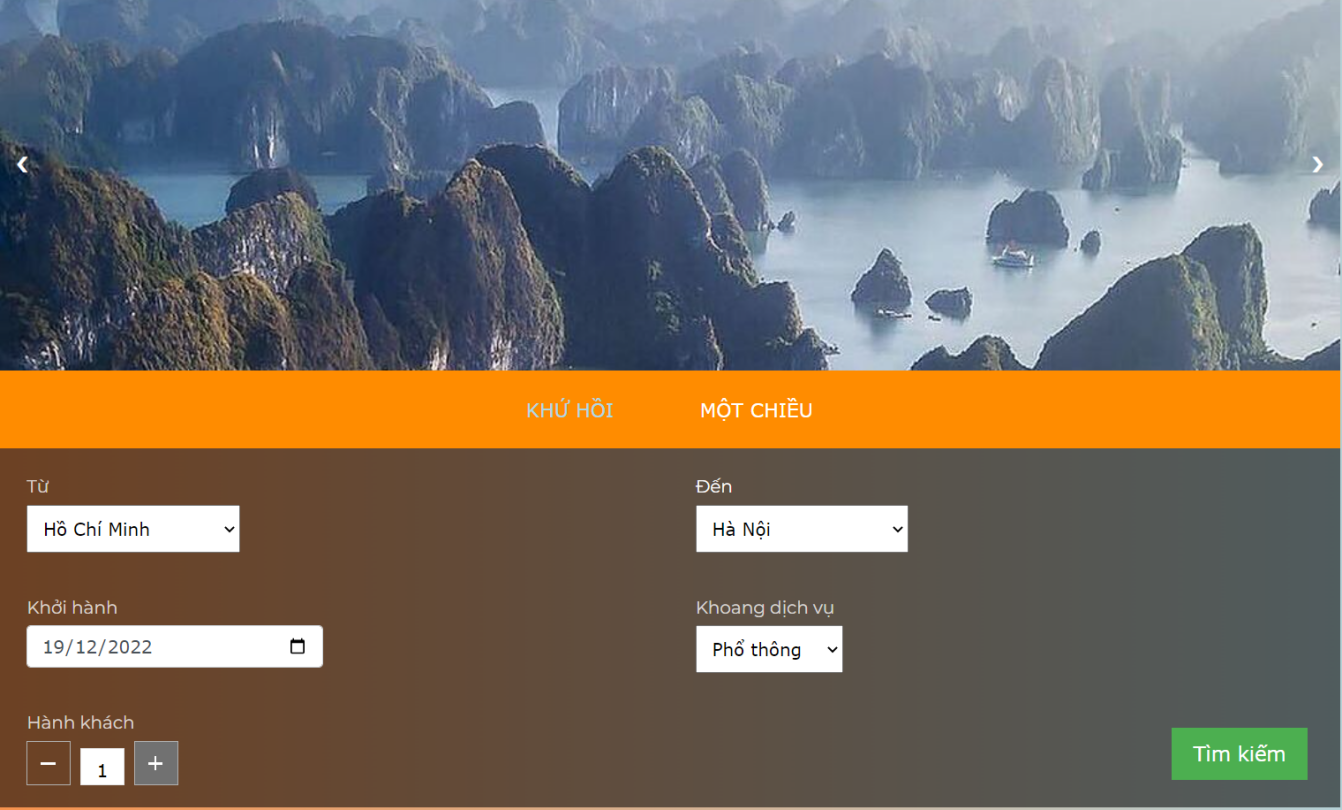 KHỨ HỒI MỘT CHIỀU
Từ
Đến
Hồ Chí Minh
Hà Nội
Khởi hành
Khoang dịch vụ
19/12/2022
Phổ thông
Hành khách
− 1 +
Tìm kiếm